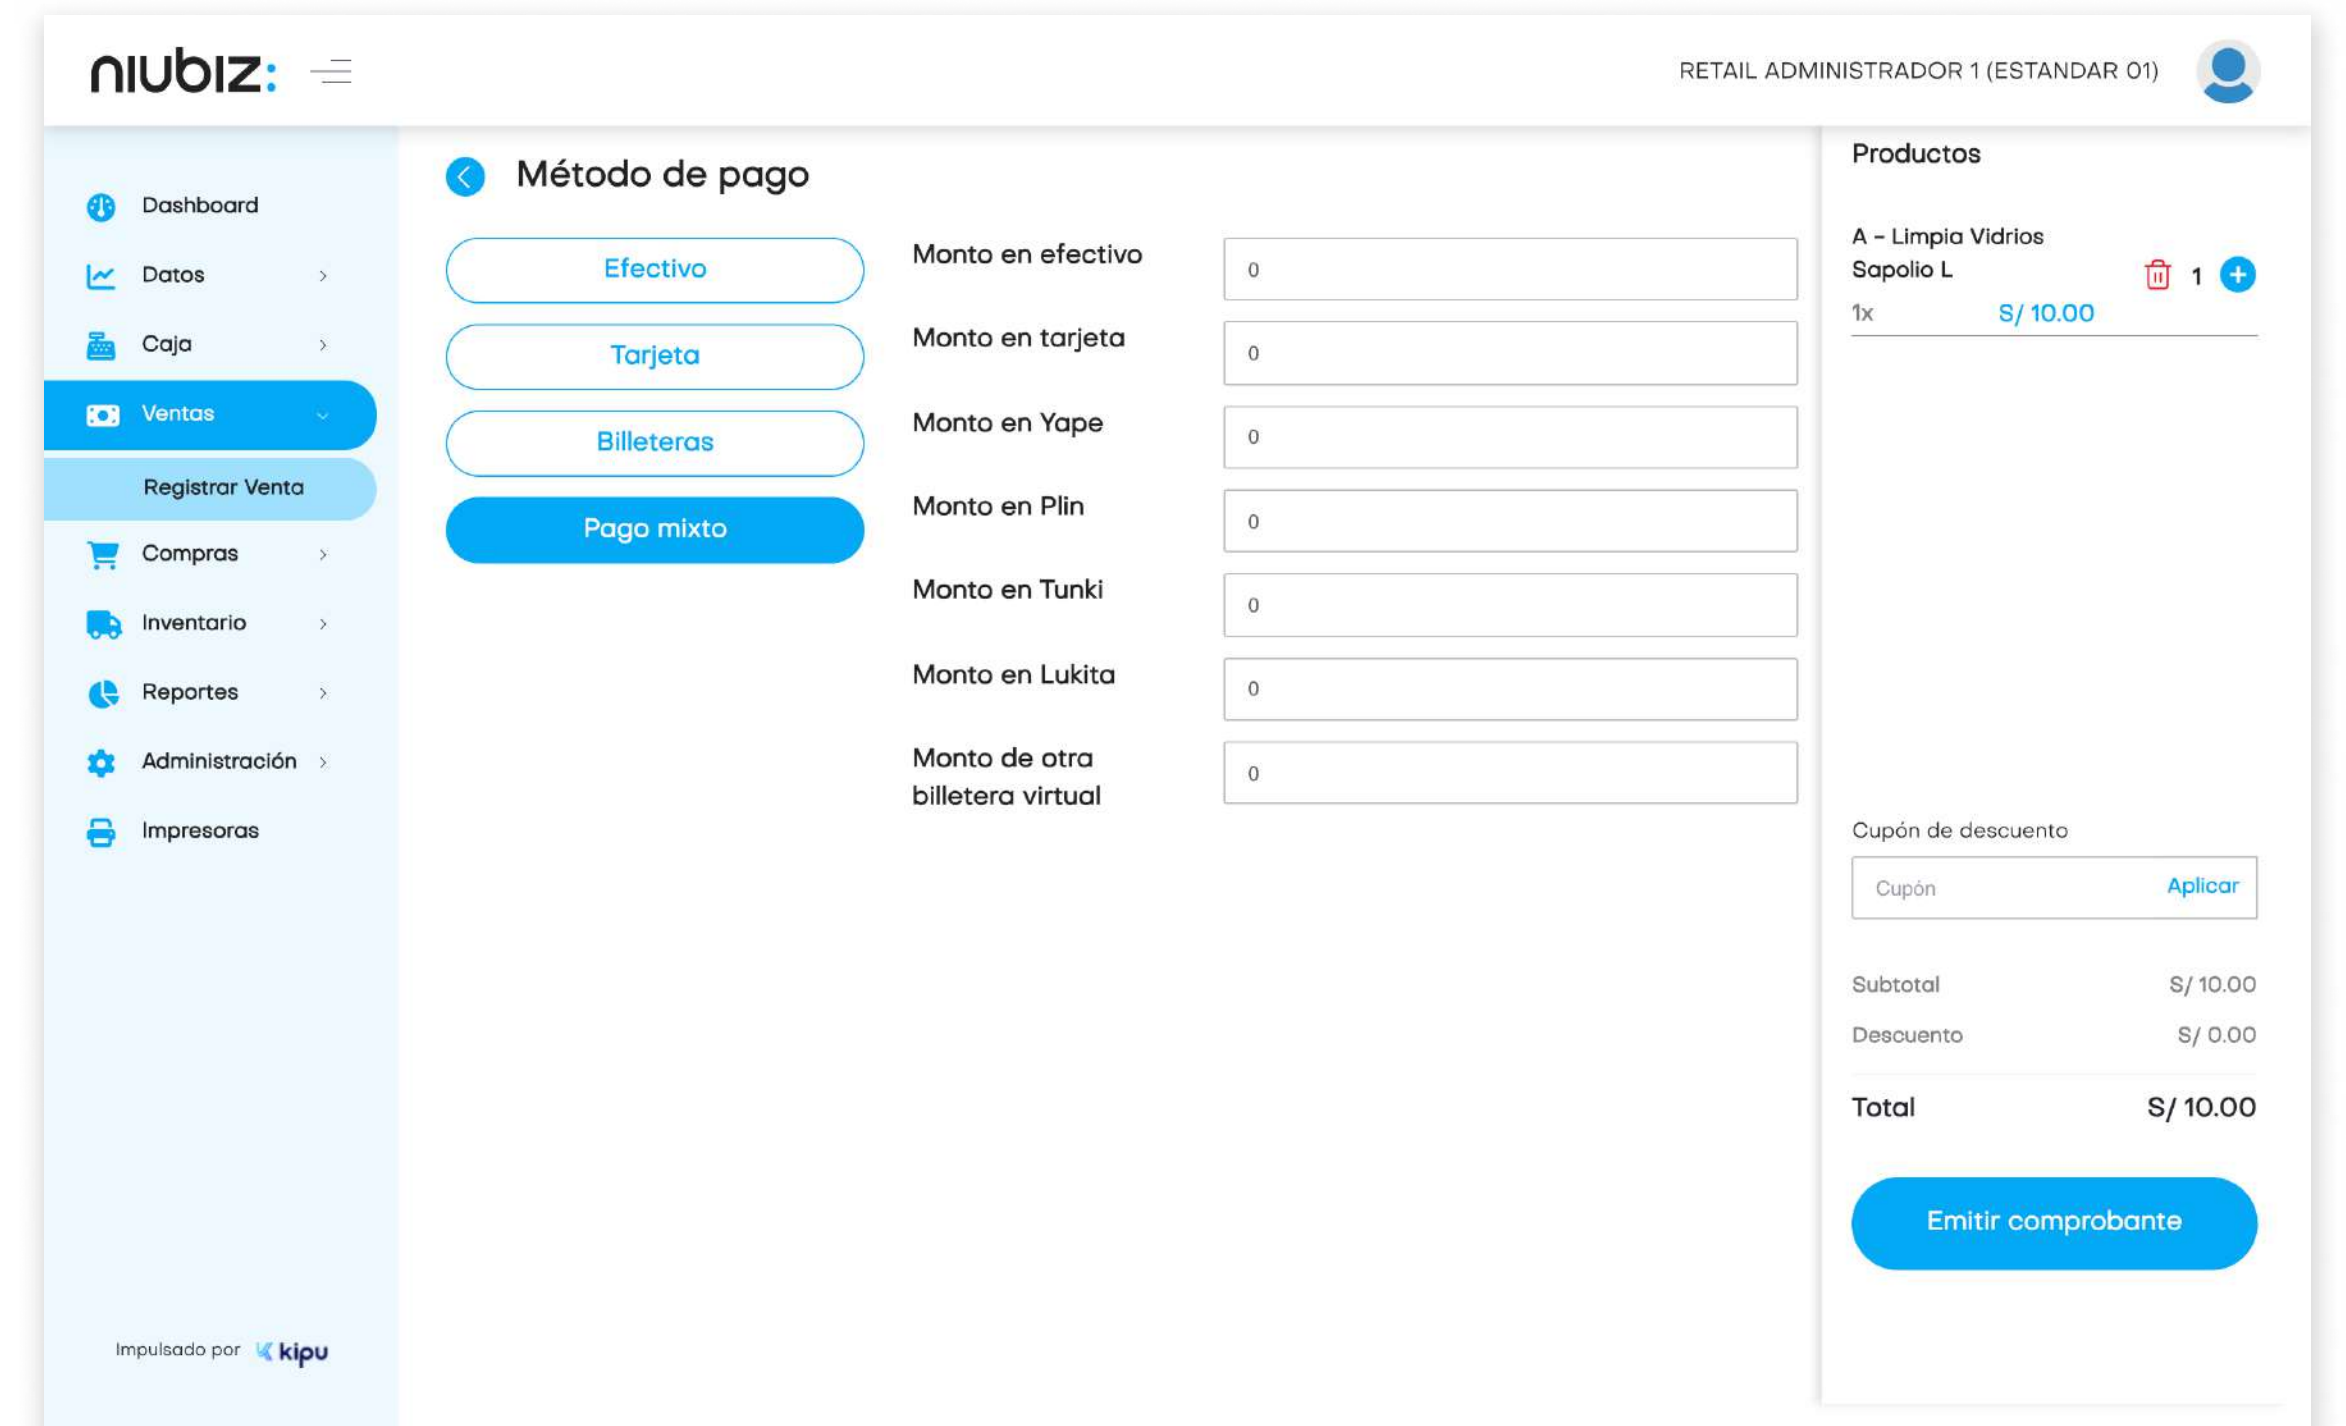 niubiz:
RETAIL ADMINISTRADOR 1 (ESTANDAR 01)
Dashboard
Datos
Caja
Ventas
Registrar Venta
Compras
Inventario
Reportes
Administración
Impresoras
Impulsado por kipu
Método de pago
Efectivo
Tarjeta
Billeteras
Pago mixto
Monto en efectivo
0
Monto en tarjeta
0
Monto en Yape
0
Monto en Plin
0
Monto en Tunki
0
Monto en Lukita
0
Monto de otra
billetera virtual
0
Productos
A - Limpia Vidrios
Sapolio L
1
1x S/ 10.00
Cupón de descuento
Cupón Aplicar
Subtotal S/ 10.00
Descuento S/ 0.00
Total S/ 10.00
Emitir comprobante